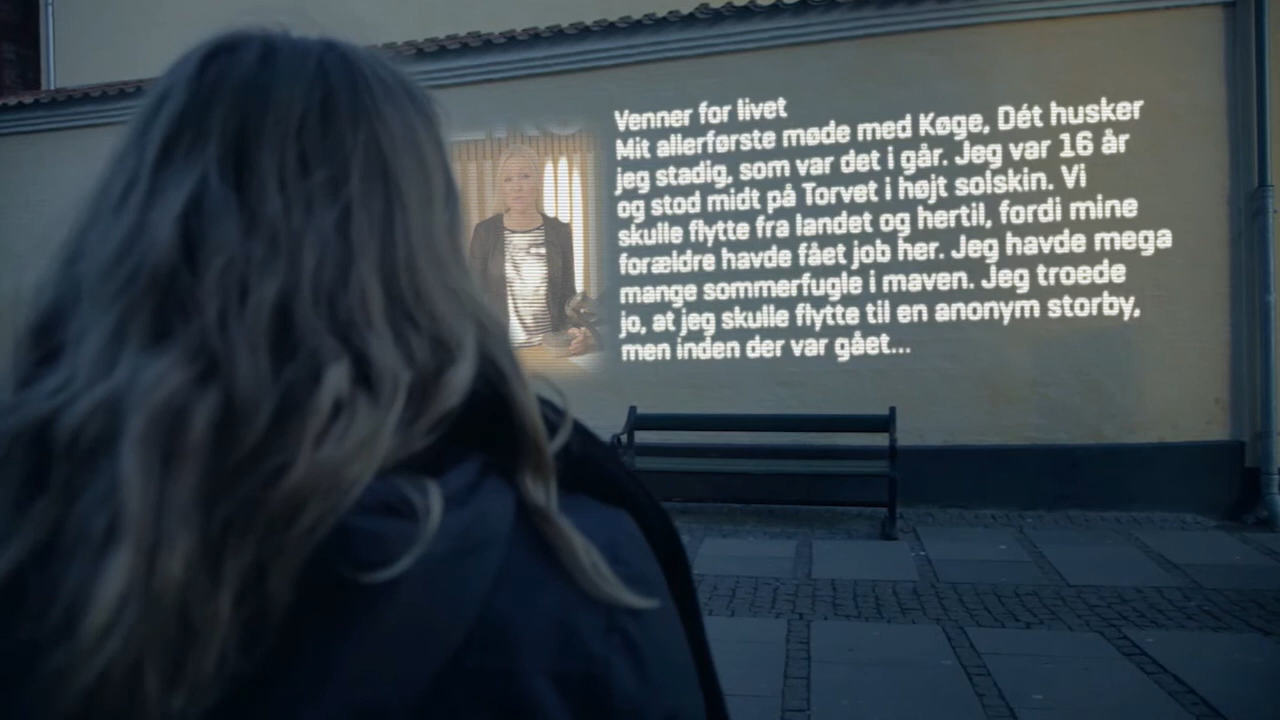 Venner for livet
Mit allerførste møde med Køge, Dét husker
jeg stadig, som var det i går. Jeg var 16 år
og stod midt på Torvet i højt solskin. Vi
skulle flytte fra landet og hertil, fordi mine
forældre havde fået job her. Jeg havde mega
mange sommerfugle i maven. Jeg troede
jo, at jeg skulle flytte til en anonym storby,
men inden der var gået...